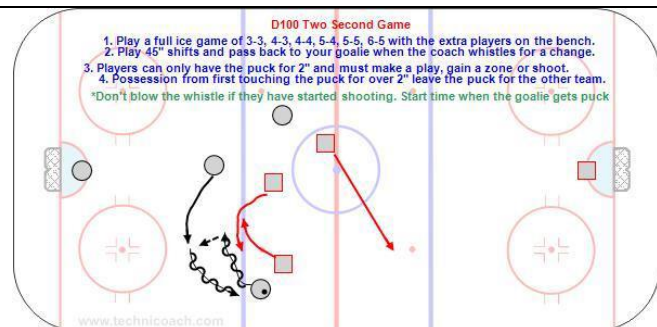 D100 Two Second Game
1. Play a full ice game of 3-3, 4-3, 4-4, 5-4, 5-5, 6-5 with the extra players on the bench.
2. Play 45" shifts and pass back to your goalie when the coach whistles for a change.
3. Players can only have the puck for 2" and must make a play, gain a zone or shoot.
4. Possession from first touching the puck for over 2" leave the puck for the other team.
*Don't blow the whistle if they have started shooting. Start time when the goalie gets puck
www.technicoach.com